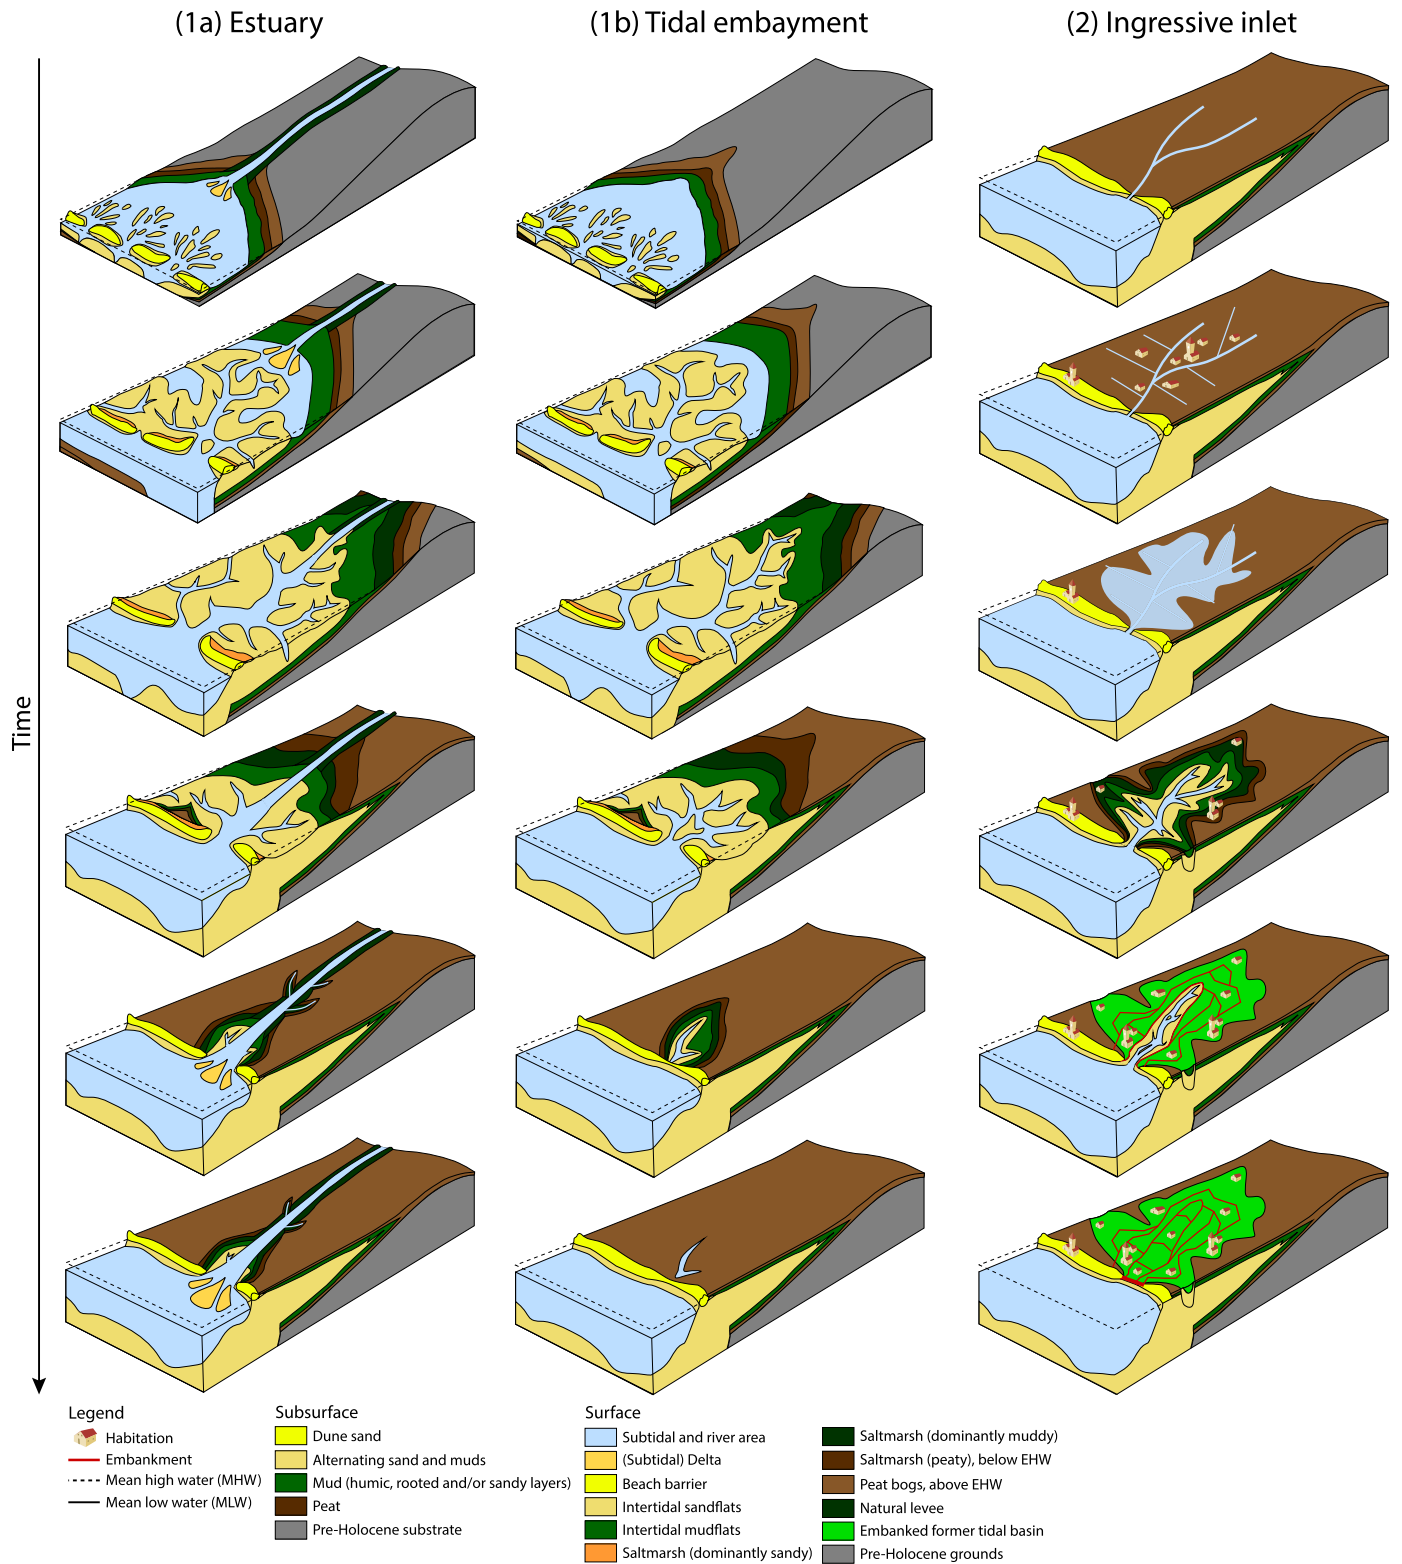 (1a) Estuary
(1b) Tidal embayment
(2) Ingressive inlet
Time
Legend
Habitation
Embankment
Mean high water (MHW)
Mean low water (MLW)
Subsurface
Dune sand
Alternating sand and muds
Mud (humic, rooted and/or sandy layers)
Peat
Pre-Holocene substrate
Surface
Subtidal and river area
(Subtidal) Delta
Beach barrier
Intertidal sandflats
Intertidal mudflats
Saltmarsh (dominantly sandy)
Saltmarsh (dominantly muddy)
Saltmarsh (peaty), below EHW
Peat bogs, above EHW
Natural levee
Embanked former tidal basin
Pre-Holocene grounds